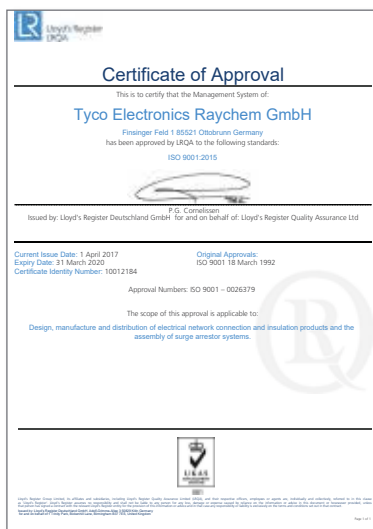 Lloyd's Register
LRQA
Certificate of Approval
This is to certify that the Management System of:
Tyco Electronics Raychem GmbH
Finsinger Feld 1 85521 Ottobrunn Germany
has been approved by LRQA to the following standards:
ISO 9001:2015
P.G. Cornelissen
Issued by: Lloyd's Register Deutschland GmbH for and on behalf of: Lloyd's Register Quality Assurance Ltd
Current Issue Date: 1 April 2017
Expiry Date: 31 March 2020
Certificate Identity Number: 10012184
Original Approvals:
ISO 9001 18 March 1992
Approval Numbers: ISO 9001 – 0026379
The scope of this approval is applicable to:
Design, manufacture and distribution of electrical network connection and insulation products and the
assembly of surge arrestor systems.
UKAS
Page 1 of 1